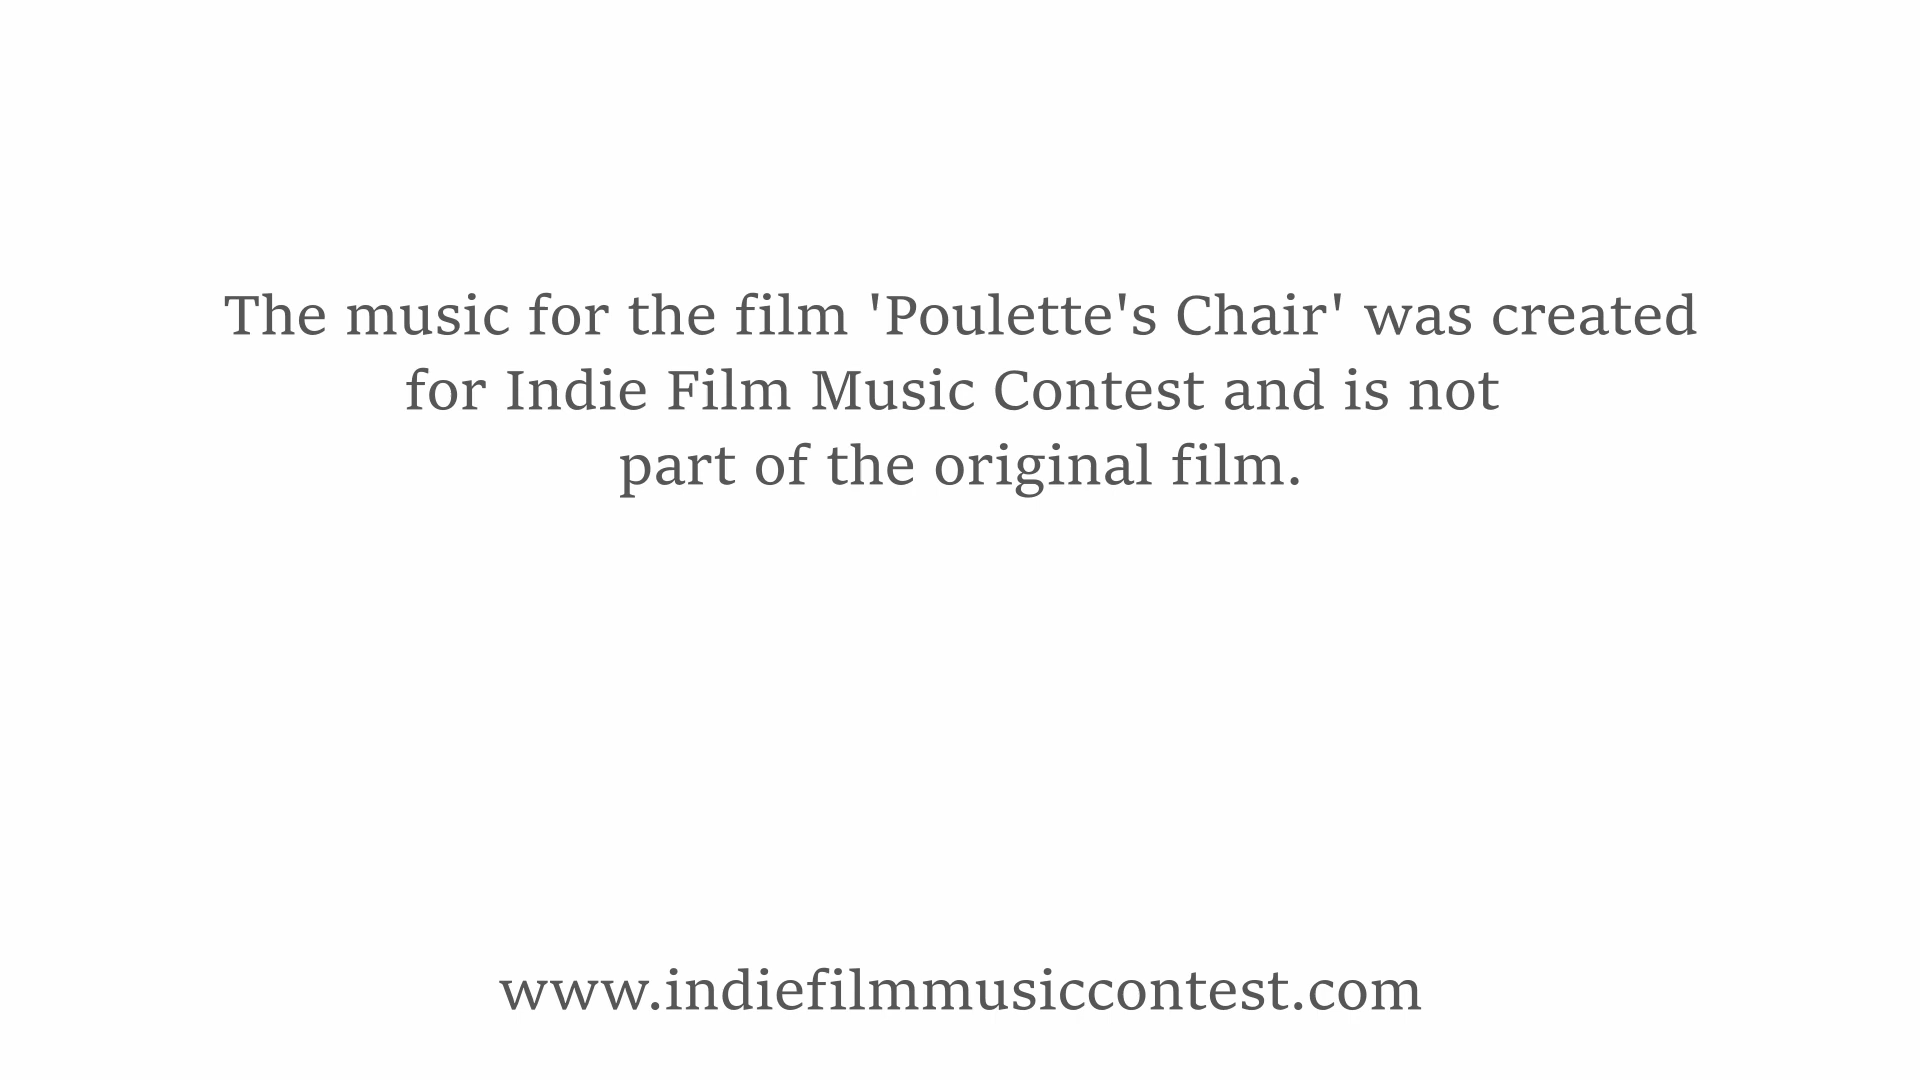 The music for the film 'Poulette's Chair' was created
for Indie Film Music Contest and is not
part of the original film.
www.indiefilmmusiccontest.com